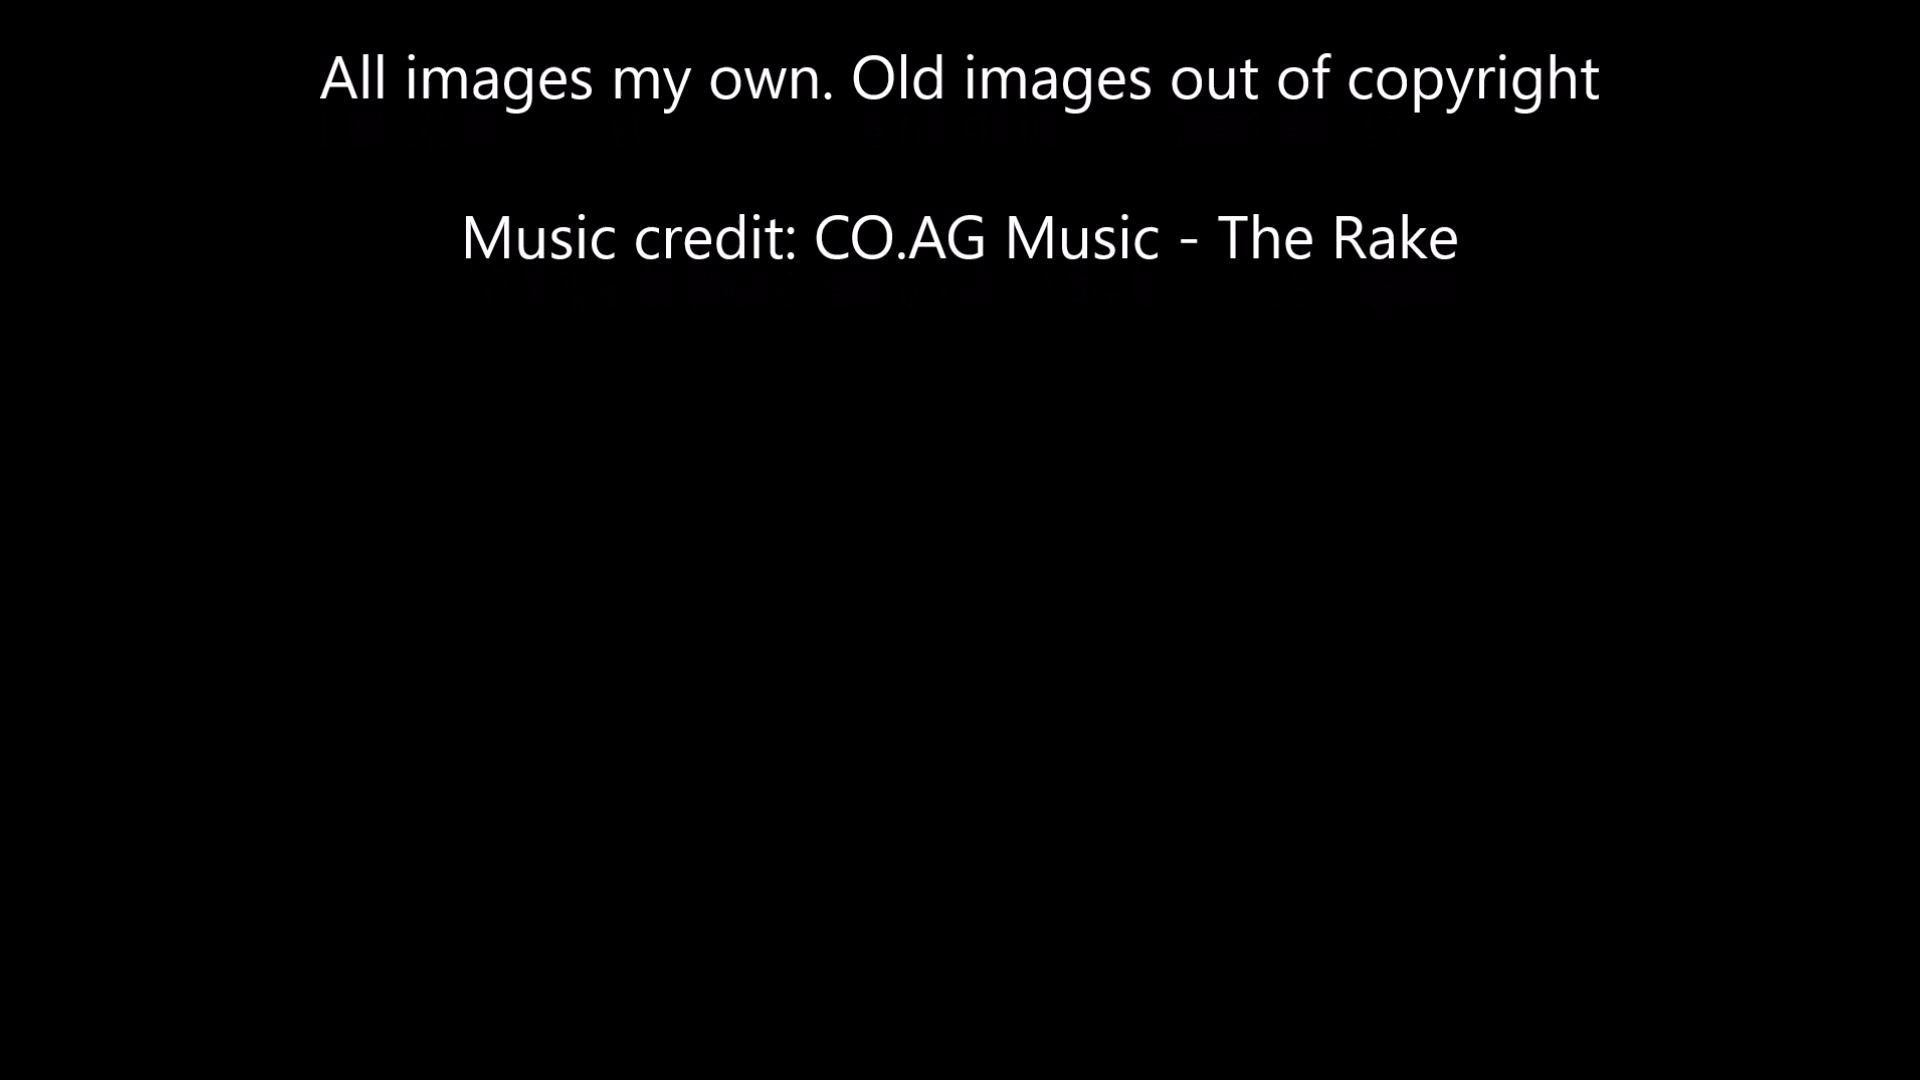 All images my own. Old images out of copyright
Music credit: CO.AG Music - The Rake